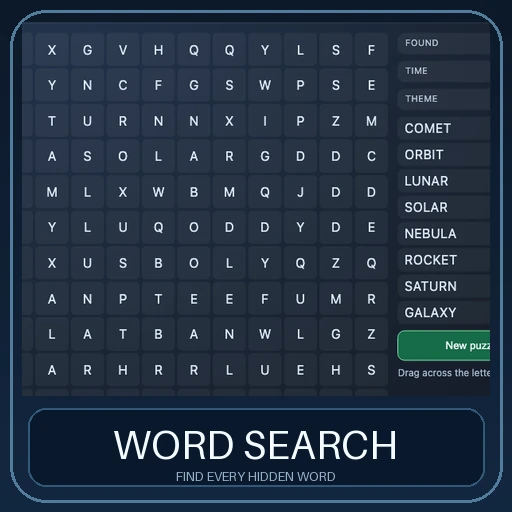 X G V H Q Q Y L S F
FOUND
Y N C F G S W P S E
TIME
T U R N N X I P Z M
THEME
A S O L A R G D D C
COMET
ORBIT
M L X W B M Q J D D
LUNAR
SOLAR
Y L U Q O D D Y D E
NEBULA
X U S B O L Y Q Z Q
ROCKET
A N P T E E F U M R
SATURN
GALAXY
L A T B A N W L G Z
New puzz
A R H R R L U E H S
Drag across the lette
WORD SEARCH
FIND EVERY HIDDEN WORD